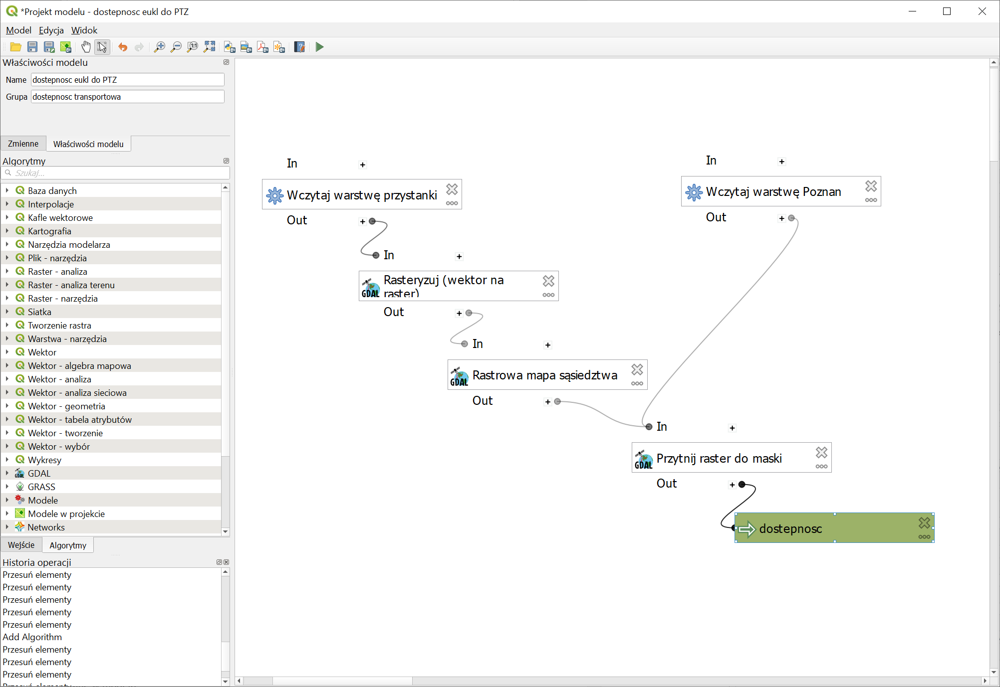 *Projekt modelu - dostepnosc eukl do PTZ
Model Edycja Widok
1:1
Właściwości modelu
Name dostepnosc eukl do PTZ
Grupa dostepnosc transportowa
Zmienne Właściwości modelu
Algorytmy
Szukaj...
Baza danych
Interpolacje
Kafle wektorowe
Kartografia
Narzędzia modelarza
Plik - narzędzia
Raster - analiza
Raster - analiza terenu
Raster - narzędzia
Siatka
Tworzenie rastra
Warstwa - narzędzia
Wektor
Wektor - algebra mapowa
Wektor - analiza
Wektor - analiza sieciowa
Wektor - geometria
Wektor - tabela atrybutów
Wektor - tworzenie
Wektor - wybór
Wykresy
GDAL GDAL
GRASS
Modele
Modele w projekcie
Networks
Wejście Algorytmy
Historia operacji
Przesuń elementy
Przesuń elementy
Przesuń elementy
Przesuń elementy
Przesuń elementy
Add Algorithm
Przesuń elementy
Przesuń elementy
Przesuń elementy
In
Wczytaj warstwę przystanki
Out
In
Wczytaj warstwę Poznan
Out
In
GDAL Rasteryzuj (wektor na
raster)
Out
In
GDAL Rastrowa mapa sąsiedztwa
Out
In
GDAL Przytnij raster do maski
Out
dostepnosc